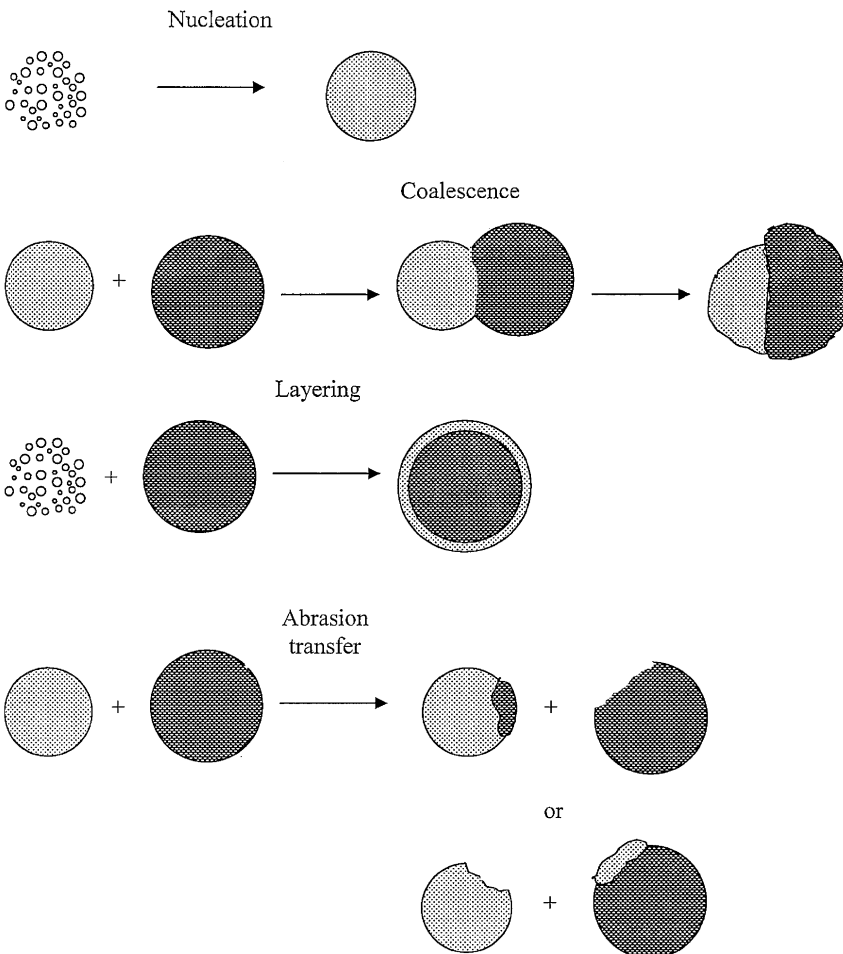 Nucleation
Coalescence
+
Layering
+
Abrasion
transfer
+
+
or
+